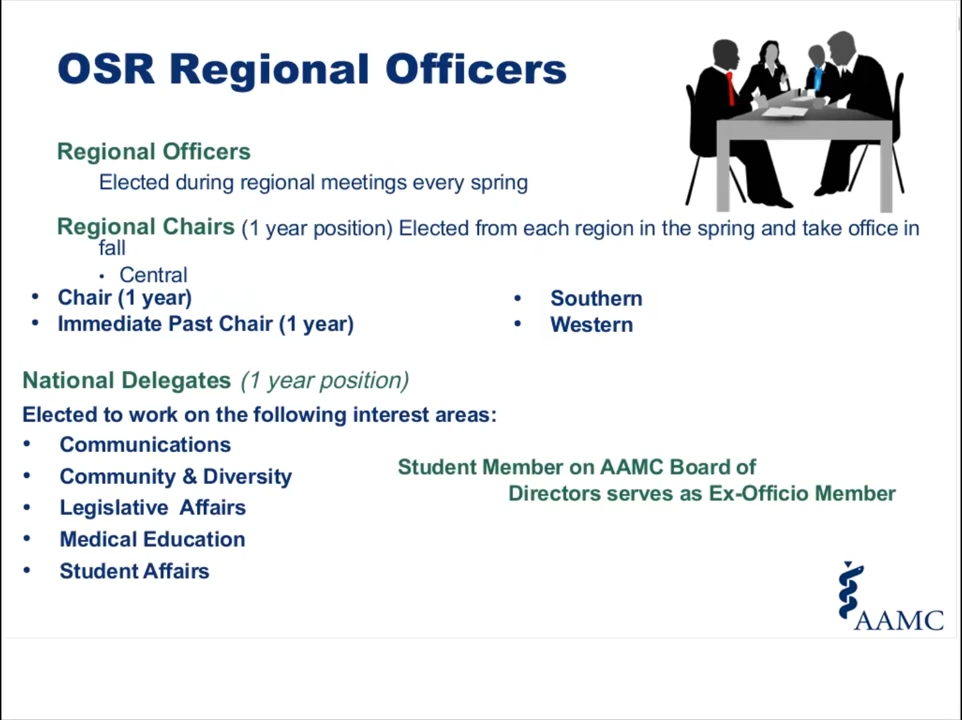 OSR Regional Officers
Regional Officers
Elected during regional meetings every spring
Regional Chairs (1 year position) Elected from each region in the spring and take office in
fall
• Central
• Chair (1 year)
• Immediate Past Chair (1 year)
• Southern
• Western
National Delegates (1 year position)
Elected to work on the following interest areas:
• Communications
• Community & Diversity
• Legislative Affairs
• Medical Education
• Student Affairs
Student Member on AAMC Board of
Directors serves as Ex-Officio Member
AAMC